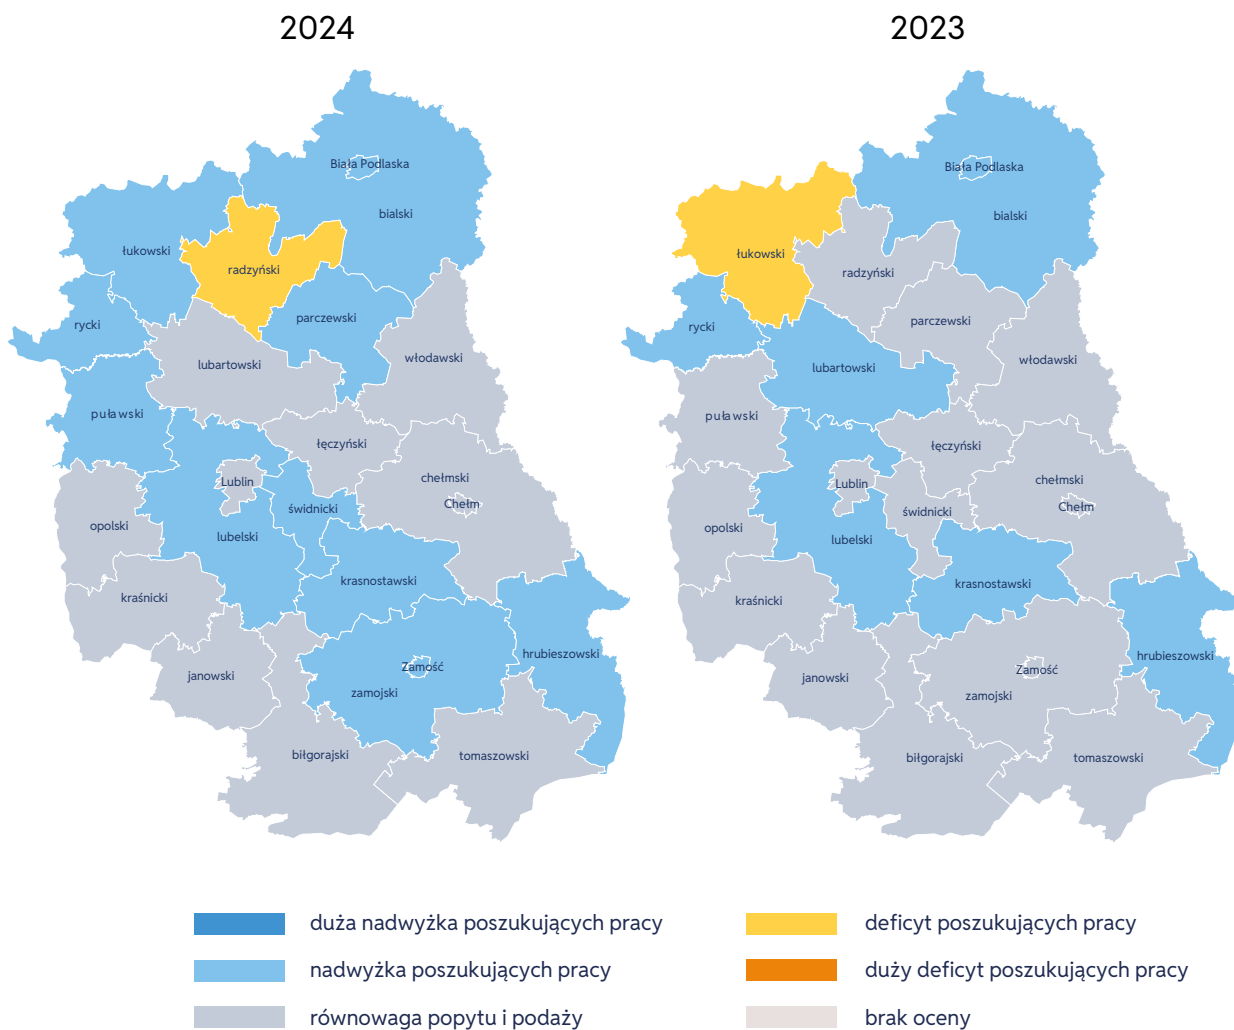 2024
2023
Biała Podlaska
bialski
łukowski
radzyński
rycki
parczewski
lubartowski
włodawski
puławski
łęczyński
chełmski
Lublin
Chełm
świdnicki
opolski
lubelski
krasnostawski
kraśnicki
hrubieszowski
Zamość
janowski
zamojski
biłgorajski
tomaszowski
Biała Podlaska
bialski
łukowski
radzyński
rycki
parczewski
włodawski
lubartowski
puławski
łęczyński
chełmski
Lublin
Chełm
świdnicki
opolski
lubelski
krasnostawski
kraśnicki
hrubieszowski
Zamość
janowski
zamojski
biłgorajski
tomaszowski
duża nadwyżka poszukujących pracy
nadwyżka poszukujących pracy
równowaga popytu i podaży
deficyt poszukujących pracy
duży deficyt poszukujących pracy
brak oceny